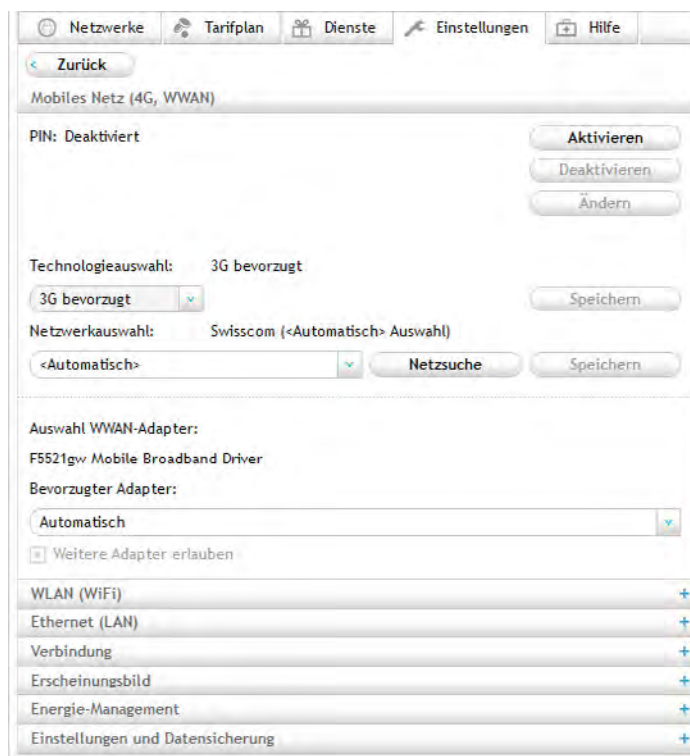 Netzwerke Tarifplan Dienste Einstellungen Hilfe
Zurück
Mobiles Netz (4G, WWAN)
PIN: Deaktiviert Aktivieren
Deaktivieren
Ändern
Technologieauswahl: 3G bevorzugt
3G bevorzugt Speichern
Netzwerkauswahl: Swisscom (<Automatisch> Auswahl)
<Automatisch> Netzsuche Speichern
Auswahl WWAN-Adapter:
F5521gw Mobile Broadband Driver
Bevorzugter Adapter:
Automatisch
Weitere Adapter erlauben
WLAN (WiFi)
Ethernet (LAN)
Verbindung
Erscheinungsbild
Energie-Management
Einstellungen und Datensicherung